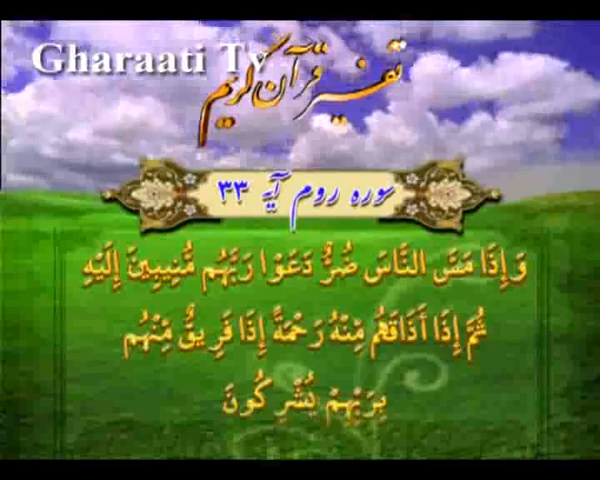 Gharaati Tv
تفسیر قرآن کریم
سوره روم آیه ۳۳
وَإِذَا مَسَّ النَّاسَ ضُرٌّ دَعَوْا رَبَّهُم مُّنِيبِينَ إِلَيْهِ
ثُمَّ إِذَا أَذَاقَهُم مِّنْهُ رَحْمَةً إِذَا فَرِيقٌ مِّنْهُم
بِرَبِّهِمْ يُشْرِكُونَ